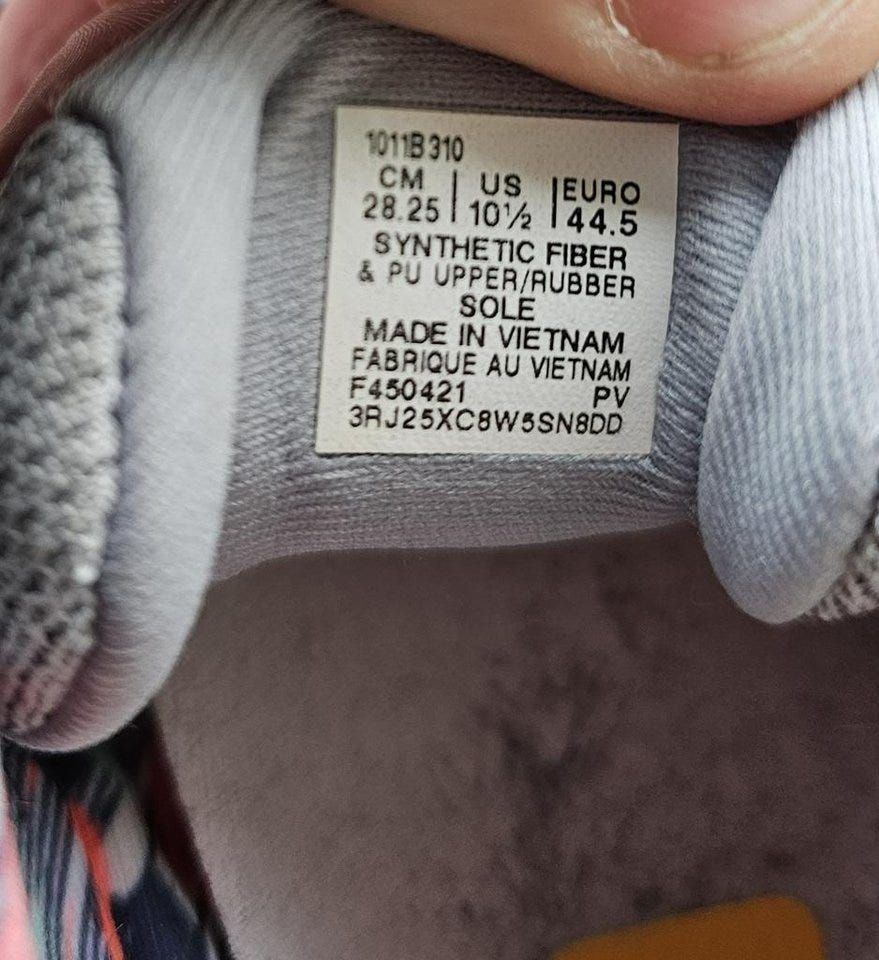 1011B310
CM | US | EURO
28.25 | 10½ | 44.5
SYNTHETIC FIBER
& PU UPPER/RUBBER
SOLE
MADE IN VIETNAM
FABRIQUE AU VIETNAM
F450421 PV
3RJ25XC8W5SN8DD